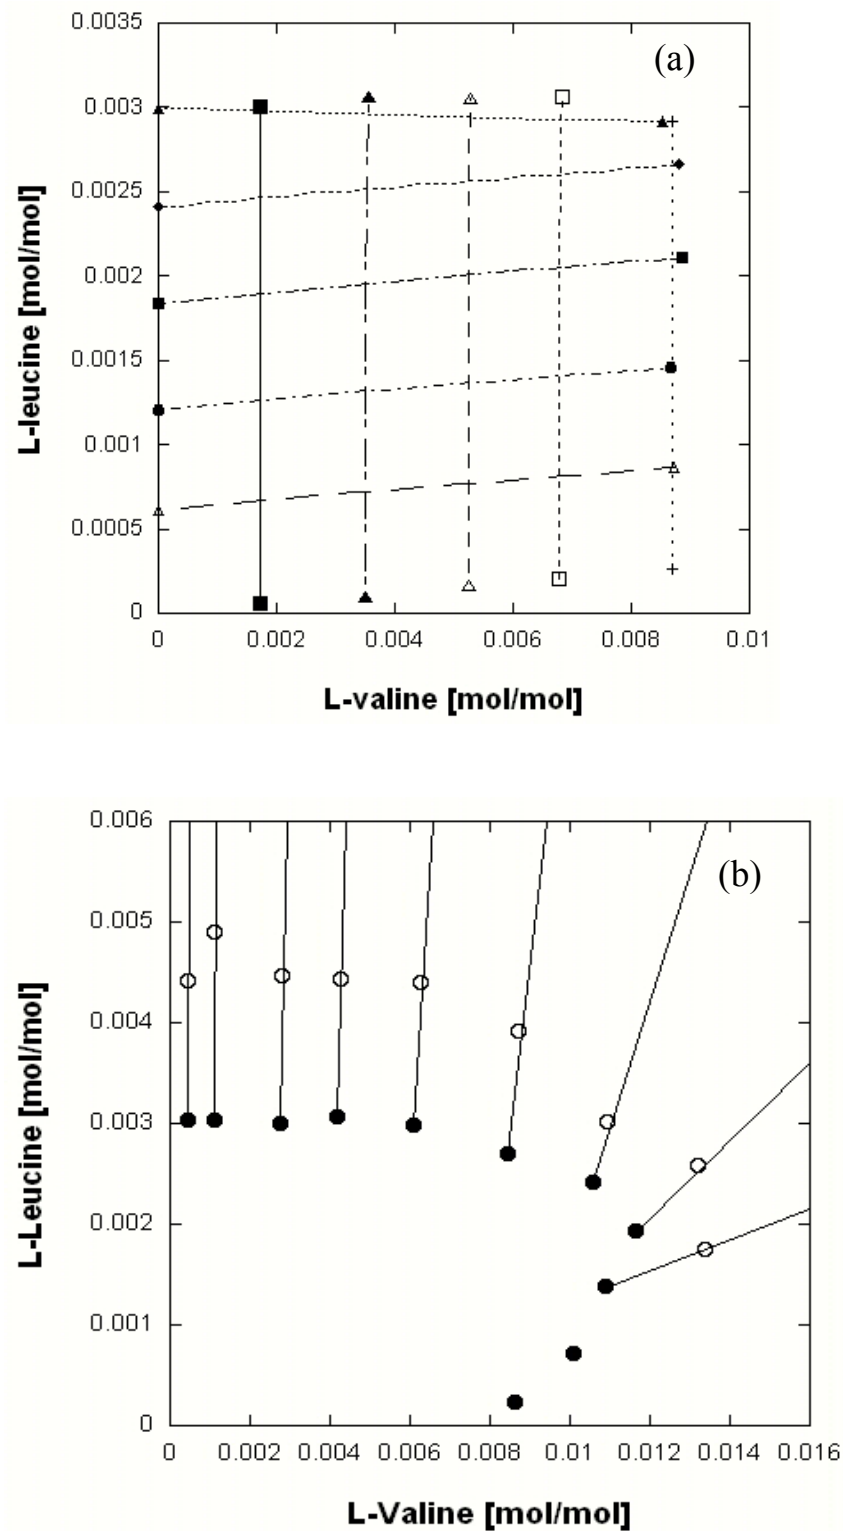 0.0035
(a)
0.003
0.0025
0.002
0.0015
0.001
0.0005
0
L-leucine [mol/mol]
0 0.002 0.004 0.006 0.008 0.01
L-valine [mol/mol]
0.006
(b)
0.005
0.004
0.003
0.002
0.001
0
L-Leucine [mol/mol]
0 0.002 0.004 0.006 0.008 0.01 0.012 0.014 0.016
L-Valine [mol/mol]